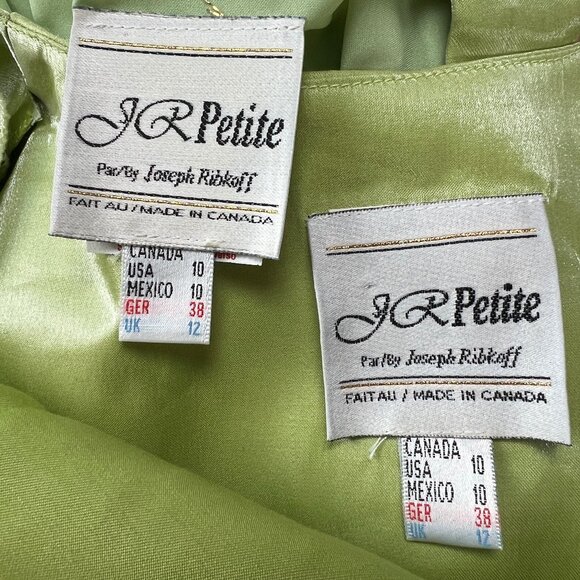 JR Petite
Par/By Joseph Ribkoff
FAIT AU / MADE IN CANADA
CANADA
USA 10
MEXICO 10
GER 38
UK 12
JR Petite
Par/By Joseph Ribkoff
FAIT AU / MADE IN CANADA
CANADA
USA 10
MEXICO 10
GER 38
UK 12